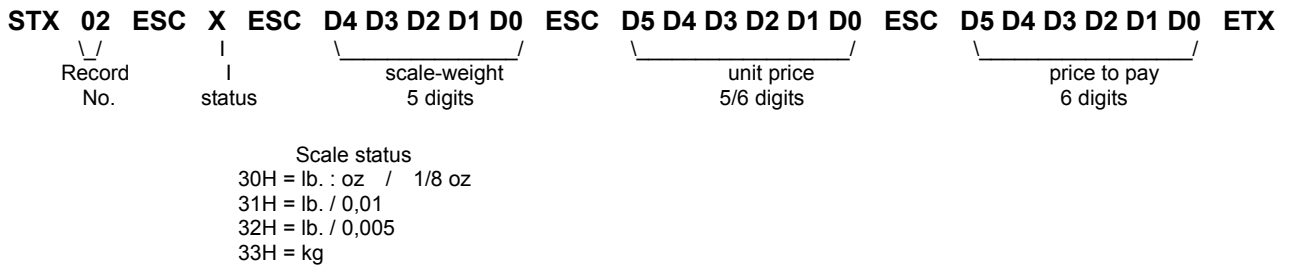 STX 02 ESC X ESC D4 D3 D2 D1 D0 ESC D5 D4 D3 D2 D1 D0 ESC D5 D4 D3 D2 D1 D0 ETX
\_/ I \______________/ \_________________/ \_________________/
Record I scale-weight unit price price to pay
No. status 5 digits 5/6 digits 6 digits
Scale status
30H = lb. : oz / 1/8 oz
31H = lb. / 0,01
32H = lb. / 0,005
33H = kg